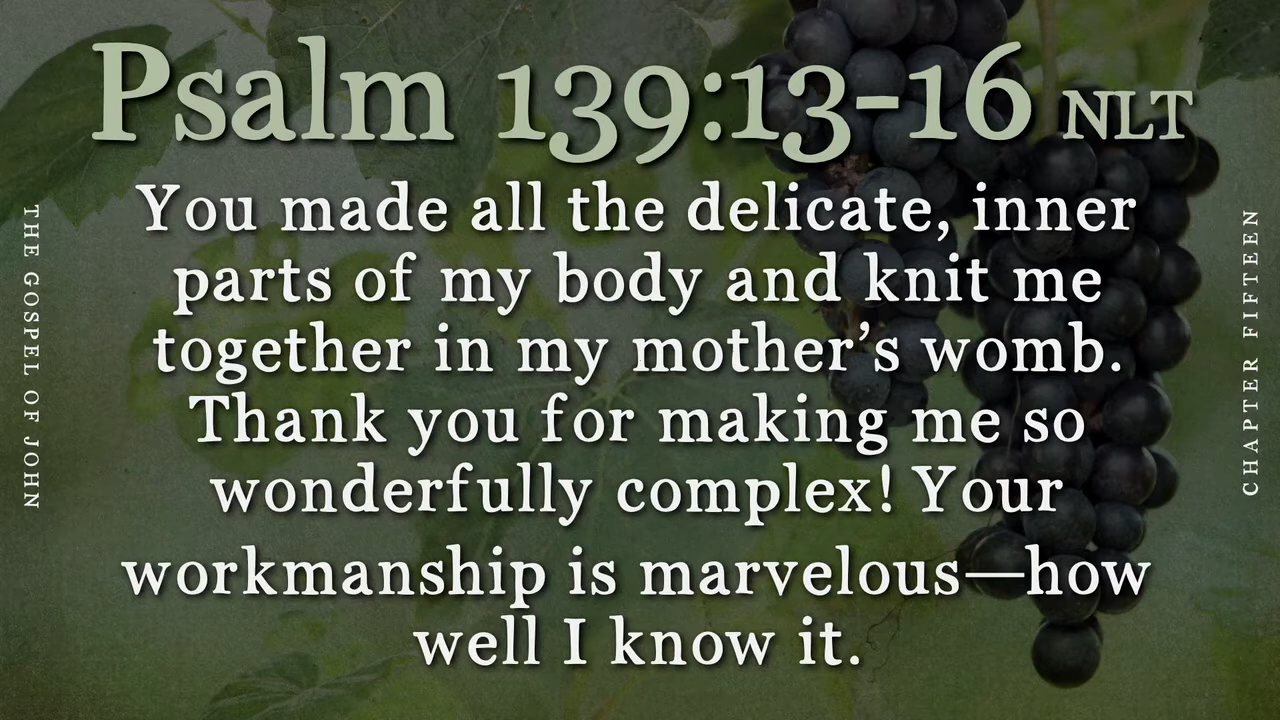 Psalm 139:13-16 NLT
You made all the delicate, inner
parts of my body and knit me
together in my mother’s womb.
Thank you for making me so
wonderfully complex! Your
workmanship is marvelous—how
well I know it.
THE GOSPEL OF JOHN
CHAPTER FIFTEEN